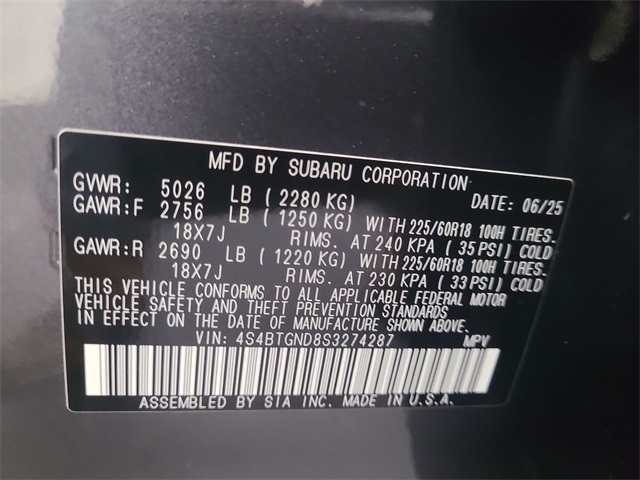 MFD BY SUBARU CORPORATION
DATE: 06/25
GVWR: 5026 LB ( 2280 KG)
GAWR:F 2756 LB ( 1250 KG) WITH 225/60R18 100H TIRES.
18X7J RIMS. AT 240 KPA ( 35 PSI) COLD
GAWR:R 2690 LB ( 1220 KG) WITH 225/60R18 100H TIRES.
18X7J RIMS. AT 230 KPA ( 33 PSI) COLD
THIS VEHICLE CONFORMS TO ALL APPLICABLE FEDERAL MOTOR
VEHICLE SAFETY AND THEFT PREVENTION STANDARDS
IN EFFECT ON THE DATE OF MANUFACTURE SHOWN ABOVE.
VIN: 4S4BTGND8S3274287 MPV
ASSEMBLED BY SIA INC. MADE IN U.S.A.